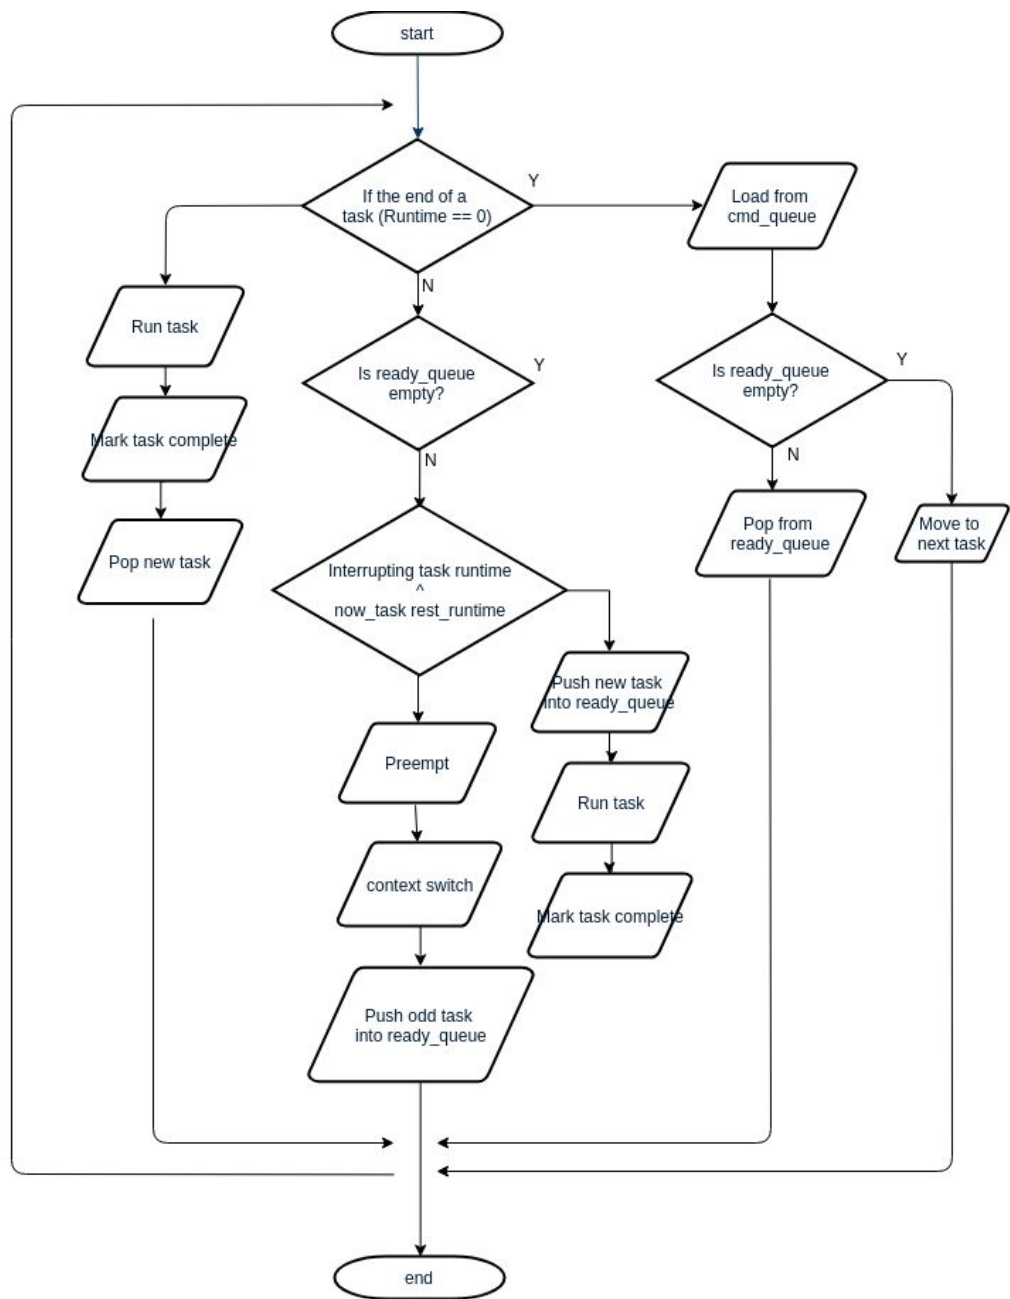 start
If the end of a
task (Runtime == 0)
Y
Load from
cmd_queue
N
Run task
Is ready_queue
empty?
Y
Is ready_queue
empty?
Y
Mark task complete
N
N
Pop new task
Pop from
ready_queue
Move to
next task
Interrupting task runtime
^
now_task rest_runtime
Push new task
into ready_queue
Preempt
Run task
context switch
Mark task complete
Push odd task
into ready_queue
end